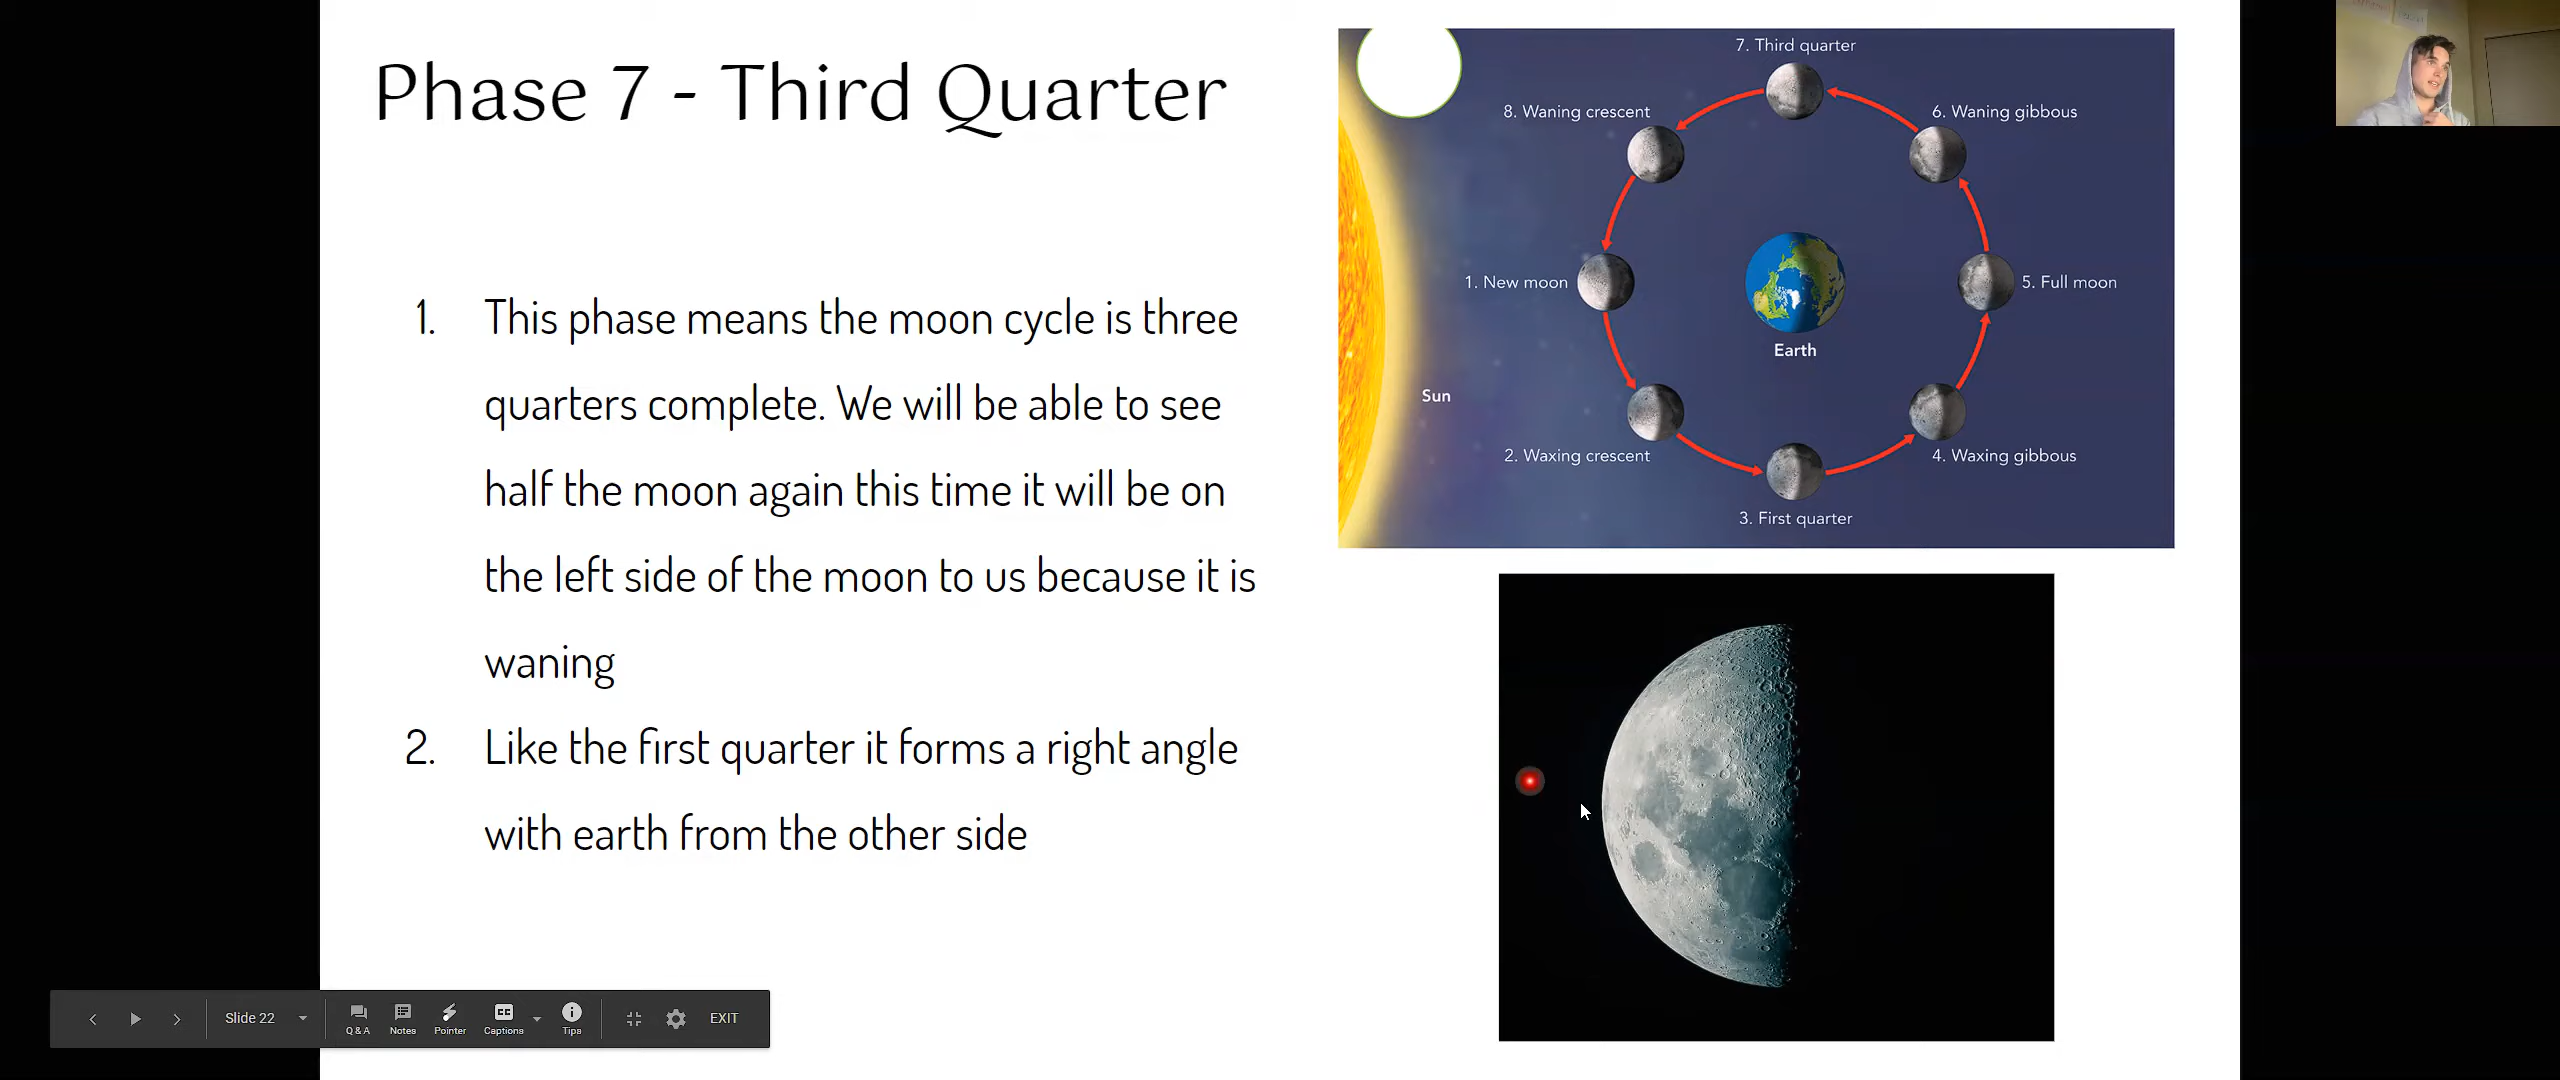 Phase 7 - Third Quarter
1. This phase means the moon cycle is three
quarters complete. We will be able to see
half the moon again this time it will be on
the left side of the moon to us because it is
waning
2. Like the first quarter it forms a right angle
with earth from the other side
7. Third quarter
8. Waning crescent
6. Waning gibbous
1. New moon
5. Full moon
Earth
Sun
2. Waxing crescent
4. Waxing gibbous
3. First quarter
Slide 22
Q & A
Notes
Pointer
Captions
Tips
EXIT